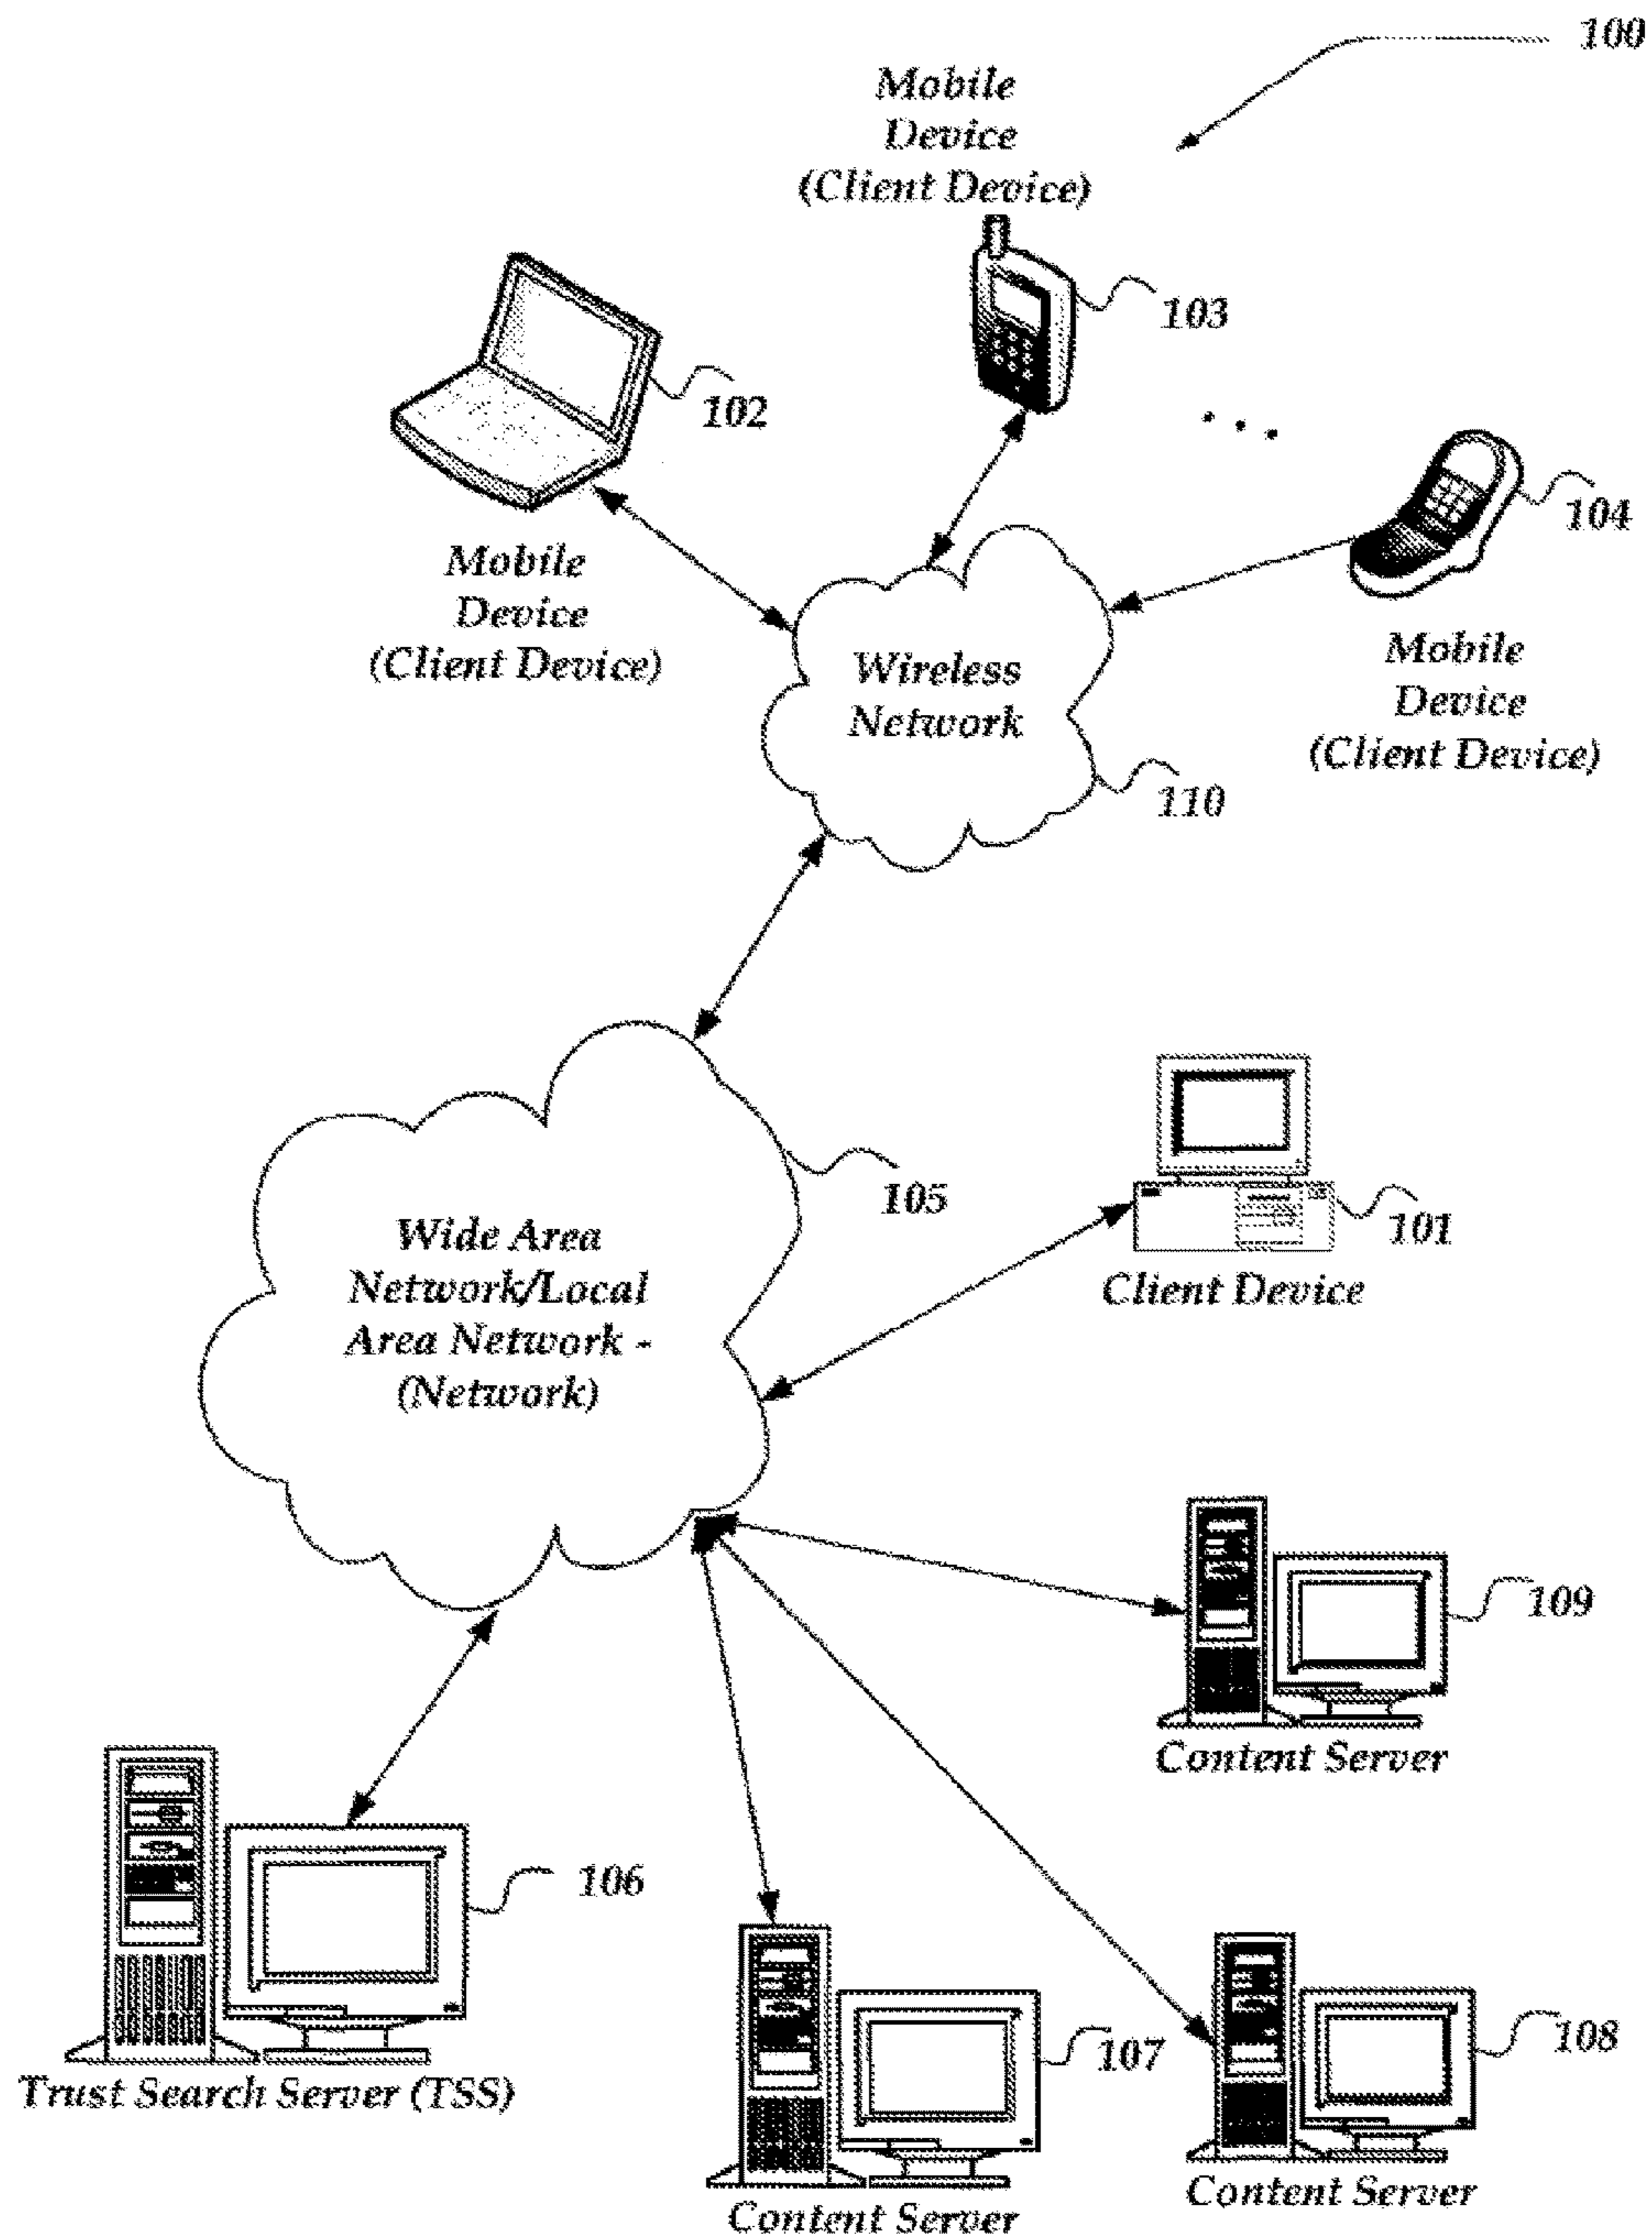 100
Mobile
Device
(Client Device)
103
102
104
Mobile
Device
(Client Device)
Wireless
Network
Mobile
Device
(Client Device)
110
105
Wide Area
Network/Local
Area Network -
(Network)
101
Client Device
109
Content Server
106
Trust Search Server (TSS)
107
Content Server
108
Content Server